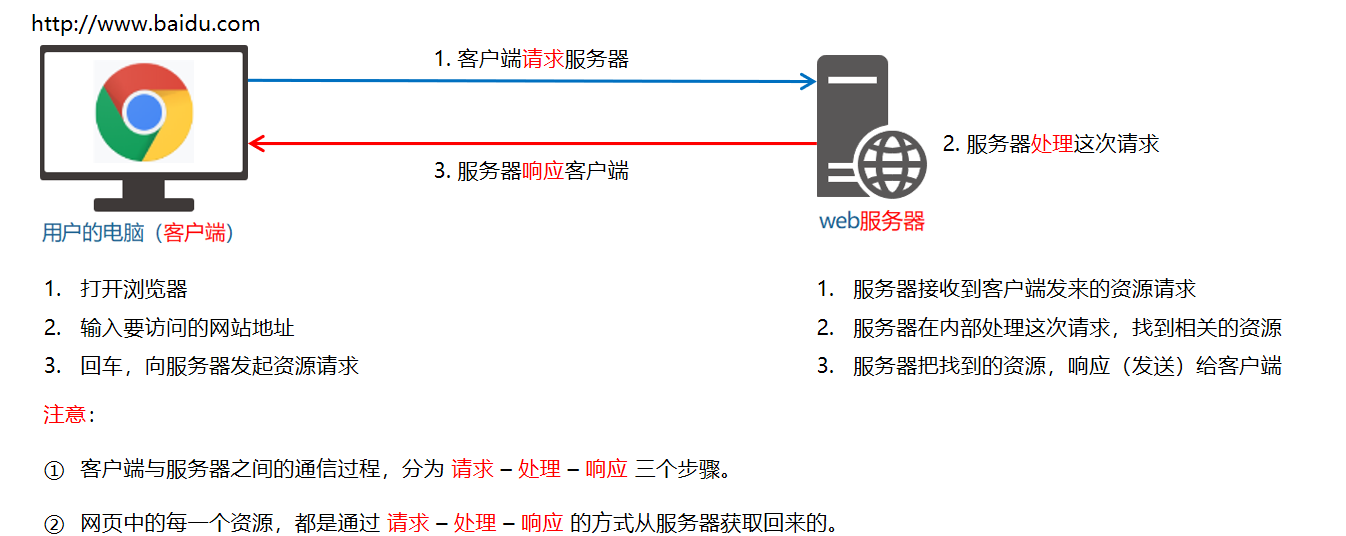 http://www.baidu.com
1. 客户端请求服务器
2. 服务器处理这次请求
3. 服务器响应客户端
用户的电脑（客户端）
web服务器
1. 打开浏览器
2. 输入要访问的网站地址
3. 回车，向服务器发起资源请求
1. 服务器接收到客户端发来的资源请求
2. 服务器在内部处理这次请求，找到相关的资源
3. 服务器把找到的资源，响应（发送）给客户端
注意：
① 客户端与服务器之间的通信过程，分为 请求 – 处理 – 响应 三个步骤。
② 网页中的每一个资源，都是通过 请求 – 处理 – 响应 的方式从服务器获取回来的。